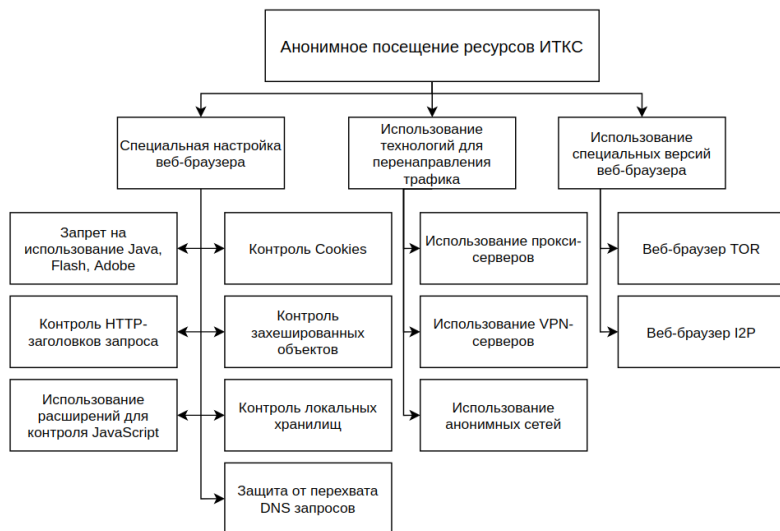 Анонимное посещение ресурсов ИТКС
Специальная настройка
веб-браузера
Использование
технологий для
перенаправления
трафика
Использование
специальных версий
веб-браузера
Запрет на
использование Java,
Flash, Adobe
Контроль Cookies
Использование прокси-
серверов
Веб-браузер TOR
Контроль HTTP-
заголовков запроса
Контроль
захешированных
объектов
Использование VPN-
серверов
Веб-браузер I2P
Использование
расширений для
контроля JavaScript
Контроль локальных
хранилищ
Использование
анонимных сетей
Защита от перехвата
DNS запросов